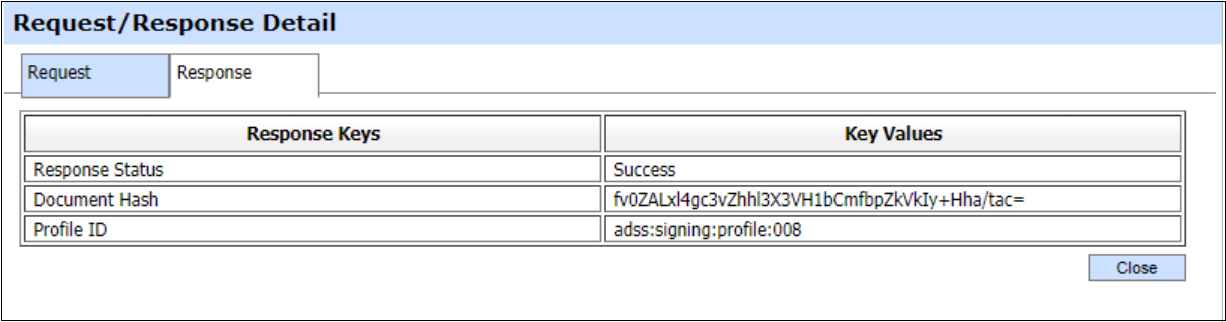 Request/Response Detail
Request
Response
Response Keys
Key Values
Response Status
Success
Document Hash
fv0ZALxl4gc3vZhhl3X3VH1bCmfbpZkVkIy+Hha/tac=
Profile ID
adss:signing:profile:008
Close